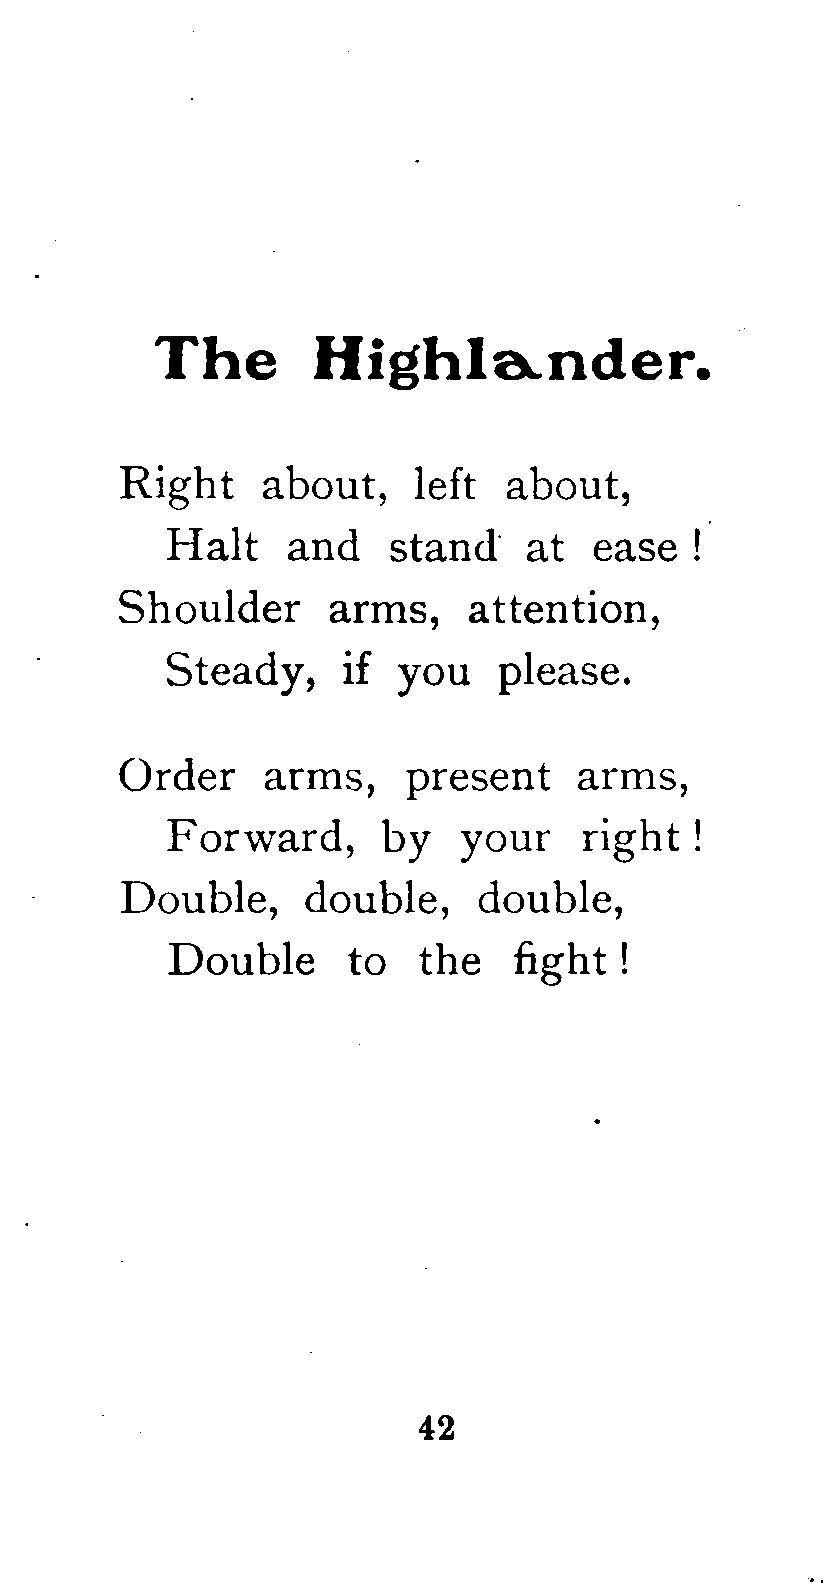 The Highlander.
Right about, left about,
Halt and stand at ease !
Shoulder arms, attention,
Steady, if you please.
Order arms, present arms,
Forward, by your right !
Double, double, double,
Double to the fight !
42